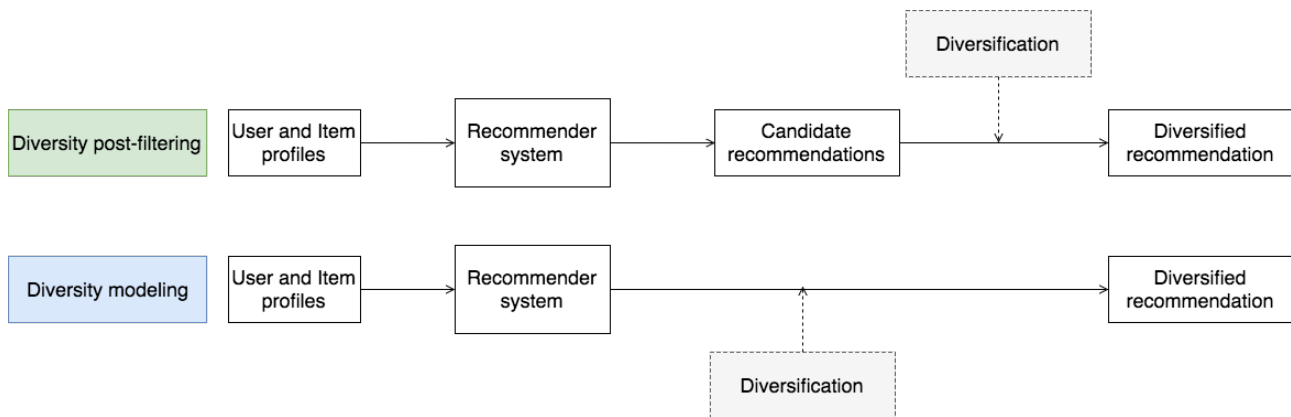 Diversification
Diversity post-filtering
User and Item
profiles
Recommender
system
Candidate
recommendations
Diversified
recommendation
Diversity modeling
User and Item
profiles
Recommender
system
Diversified
recommendation
Diversification